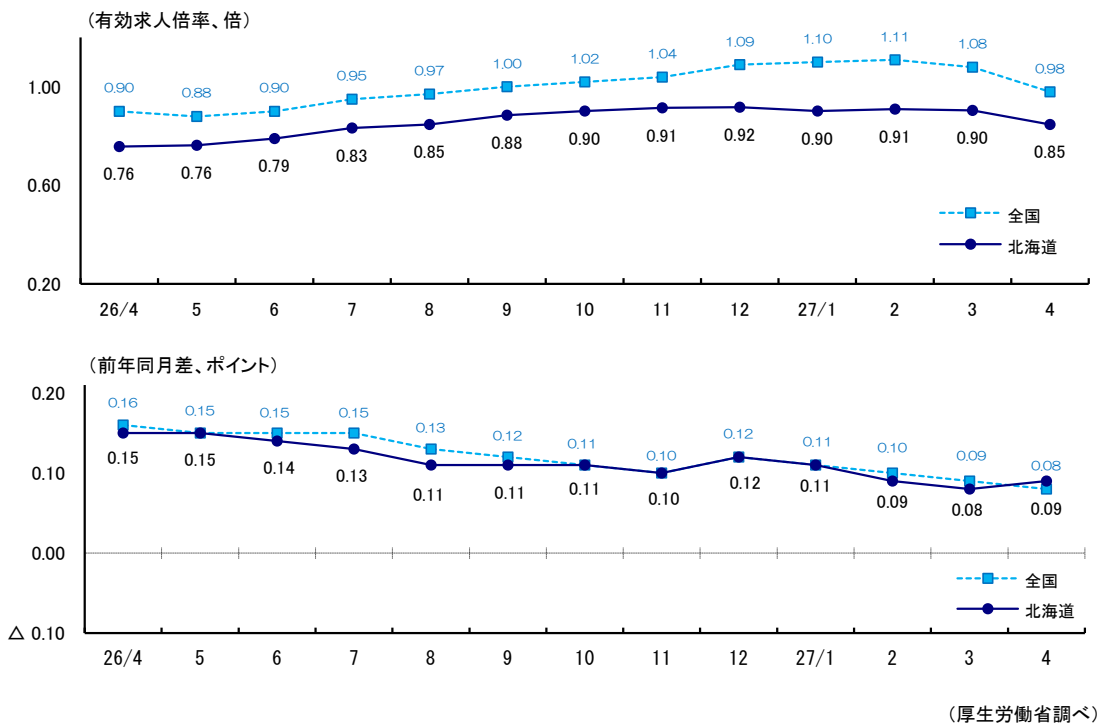 (有効求人倍率、倍)
0.90 0.88 0.90 0.95 0.97 1.00 1.02 1.04 1.09 1.10 1.11 1.08 0.98
1.00
0.76 0.76 0.79 0.83 0.85 0.88 0.90 0.91 0.92 0.90 0.91 0.90 0.85
0.60
全国
北海道
0.20
26/4 5 6 7 8 9 10 11 12 27/1 2 3 4
(前年同月差、ポイント)
0.20
0.16 0.15 0.15 0.15 0.13 0.12 0.11 0.10 0.12 0.11 0.10 0.09 0.08
0.10
0.15 0.15 0.14 0.13 0.11 0.11 0.11 0.10 0.12 0.11 0.09 0.08 0.09
0.00
全国
北海道
△ 0.10
26/4 5 6 7 8 9 10 11 12 27/1 2 3 4
(厚生労働省調べ)